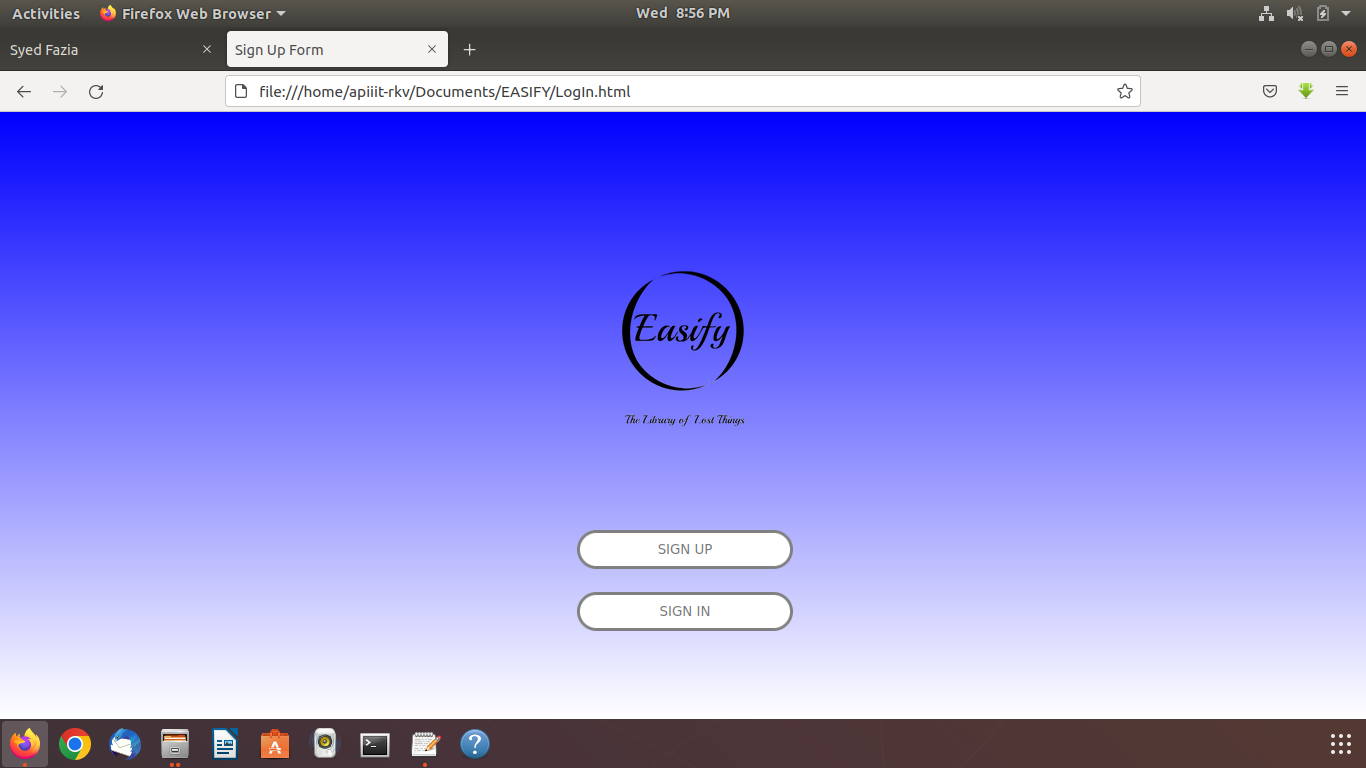 Activities Firefox Web Browser Wed 8:56 PM
Syed Fazia Sign Up Form
file:///home/apiiit-rkv/Documents/EASIFY/LogIn.html
Easify
The Library of Lost Things
SIGN UP
SIGN IN